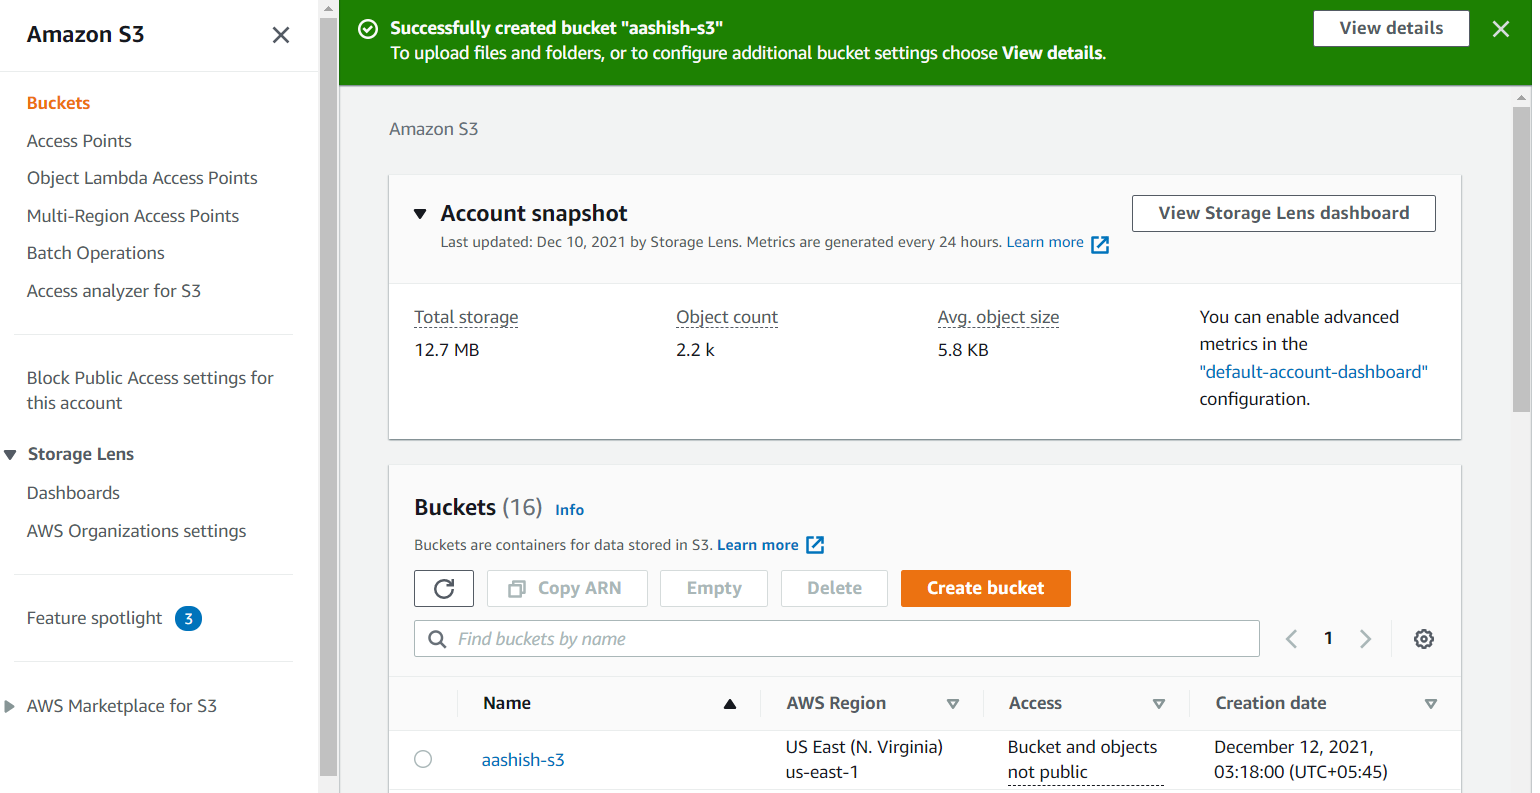 Amazon S3
Buckets
Access Points
Object Lambda Access Points
Multi-Region Access Points
Batch Operations
Access analyzer for S3
Block Public Access settings for
this account
Storage Lens
Dashboards
AWS Organizations settings
Feature spotlight 3
AWS Marketplace for S3
Successfully created bucket "aashish-s3"
To upload files and folders, or to configure additional bucket settings choose View details.
View details
Amazon S3
Account snapshot
Last updated: Dec 10, 2021 by Storage Lens. Metrics are generated every 24 hours. Learn more
View Storage Lens dashboard
Total storage
12.7 MB
Object count
2.2 k
Avg. object size
5.8 KB
You can enable advanced
metrics in the
"default-account-dashboard"
configuration.
Buckets (16) Info
Buckets are containers for data stored in S3. Learn more
Copy ARN Empty Delete Create bucket
Find buckets by name
1
Name AWS Region Access Creation date
aashish-s3
US East (N. Virginia)
us-east-1
Bucket and objects
not public
December 12, 2021,
03:18:00 (UTC+05:45)